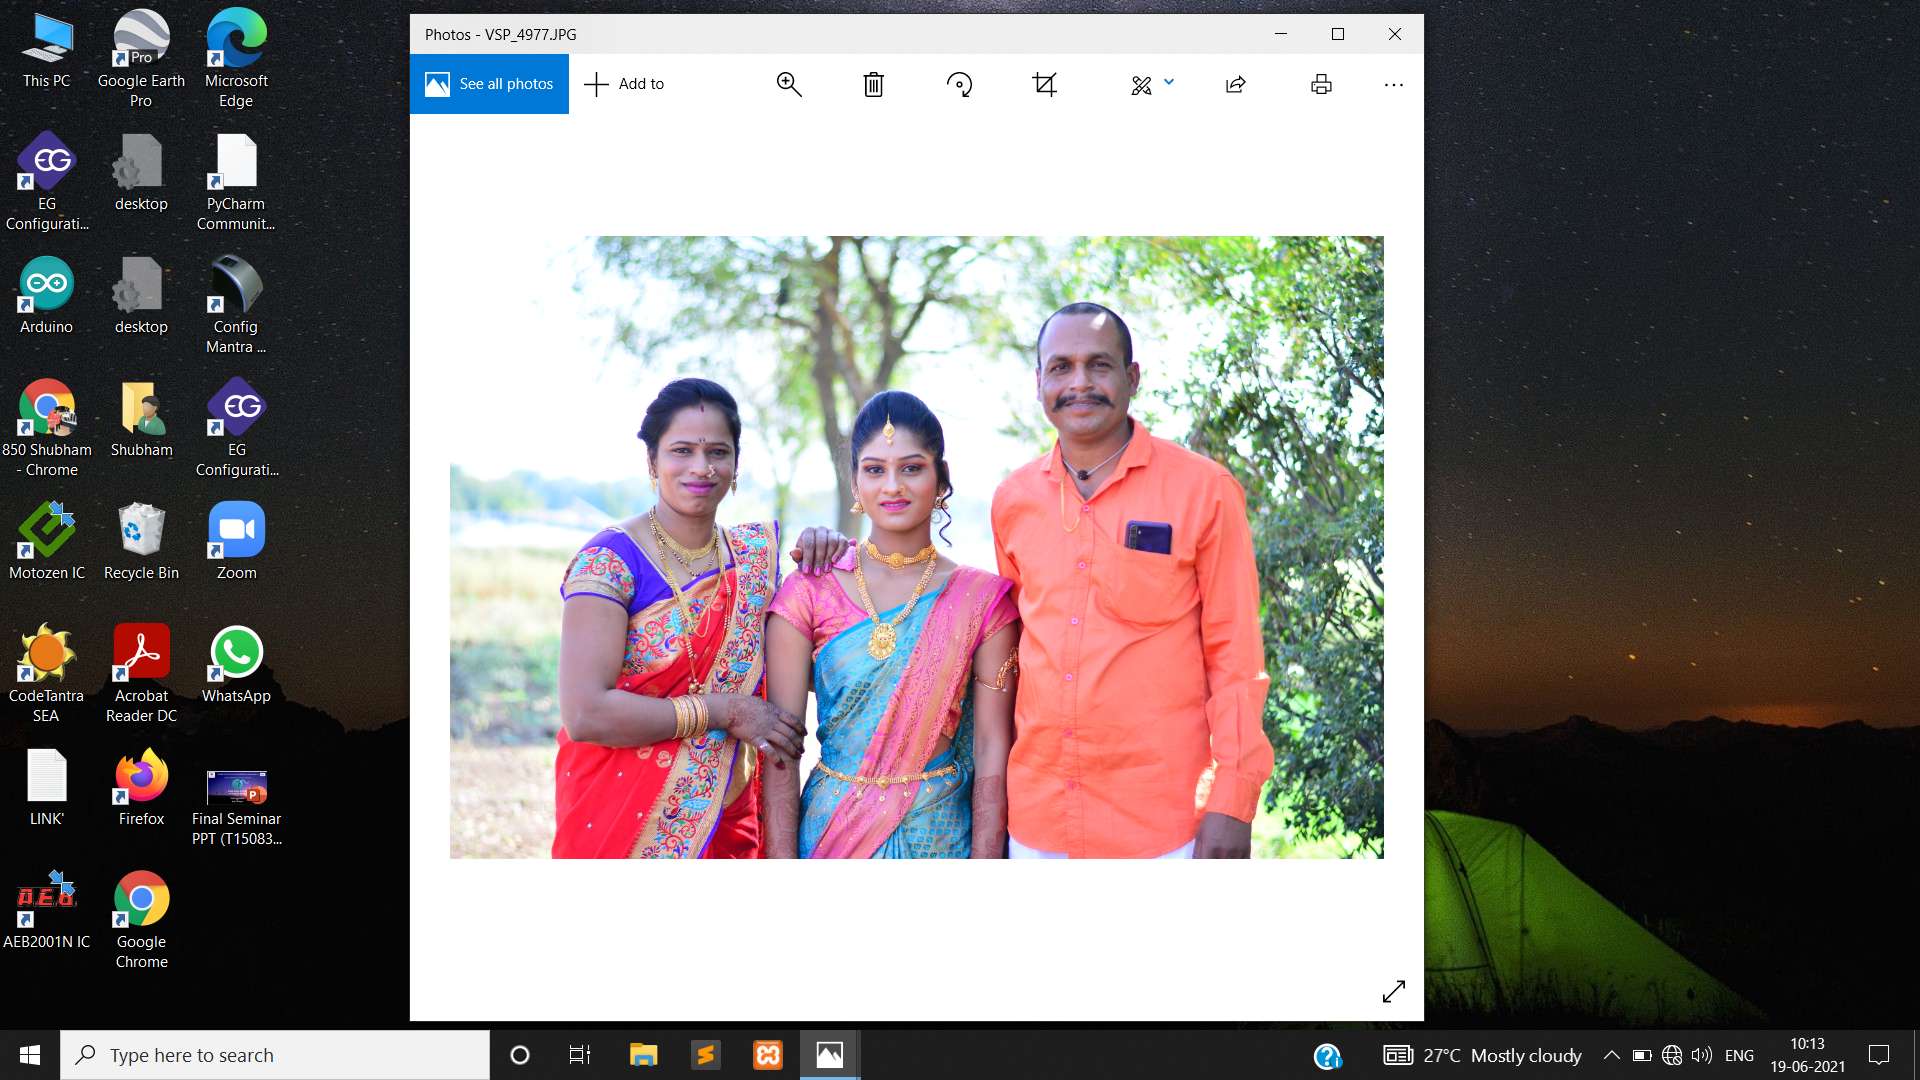 This PC
Google Earth
Pro
Microsoft
Edge
EG
Configurati...
desktop
PyCharm
Communit...
Arduino
desktop
Config
Mantra ...
850 Shubham
- Chrome
Shubham
EG
Configurati...
Motozen IC
Recycle Bin
Zoom
CodeTantra
SEA
Acrobat
Reader DC
WhatsApp
LINK'
Firefox
Final Seminar
PPT (T15083...
AEB2001N IC
Google
Chrome
Pro
EG
EG
A.E.B.
P
Photos - VSP_4977.JPG
See all photos
Add to
Type here to search
27°C Mostly cloudy
ENG
10:13
19-06-2021